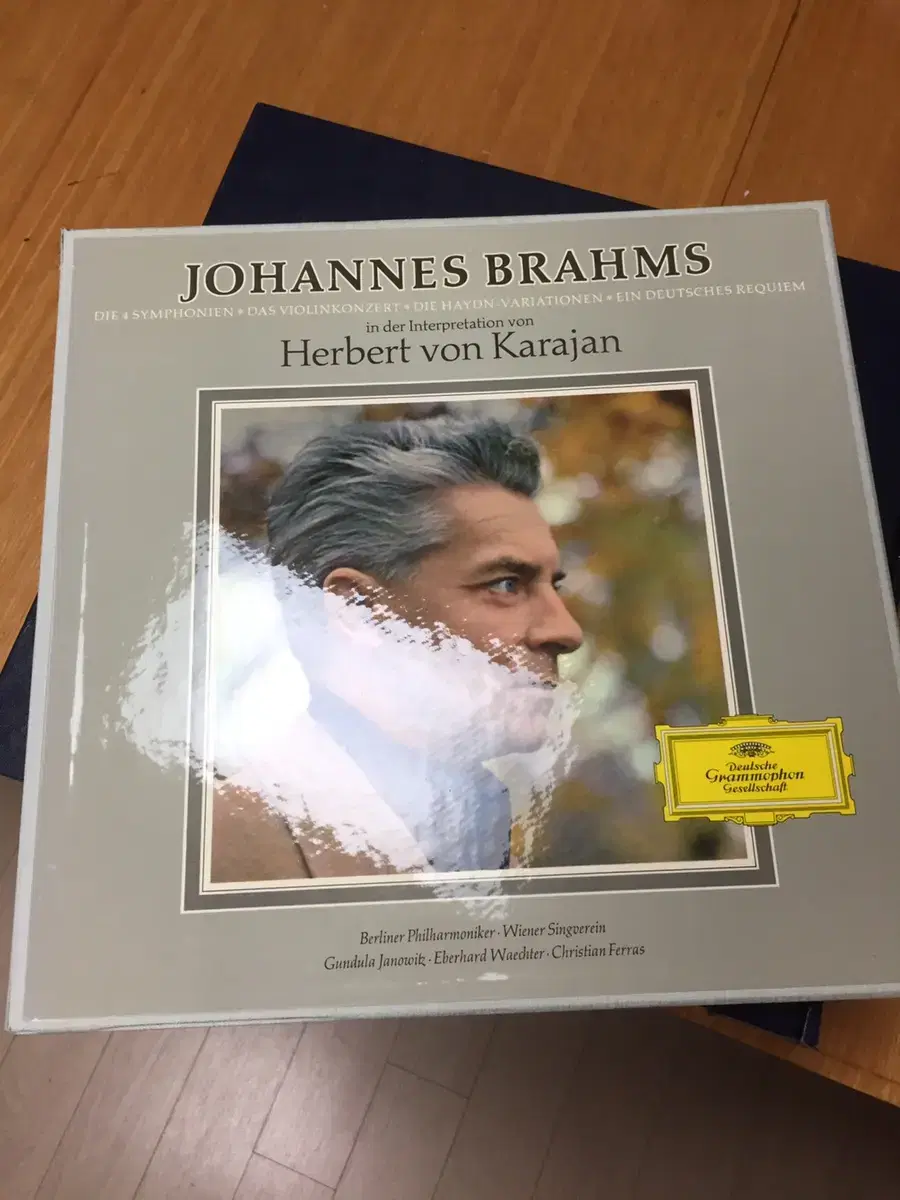 JOHANNES BRAHMS
DIE 4 SYMPHONIEN • DAS VIOLINKONZERT • DIE HAYDN-VARIATIONEN • EIN DEUTSCHES REQUIEM
in der Interpretation von
Herbert von Karajan
Deutsche
Grammophon
Gesellschaft
Berliner Philharmoniker · Wiener Singverein
Gundula Janowitz · Eberhard Waechter · Christian Ferras